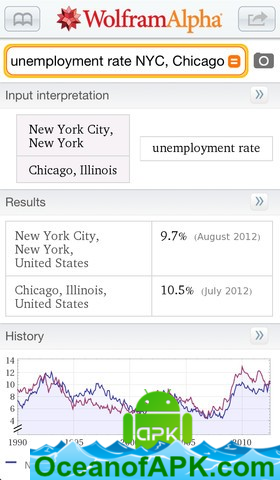 WolframAlpha
unemployment rate NYC, Chicago =
Input interpretation
New York City,
New York
unemployment rate
Chicago, Illinois
Results
New York City,
New York,
United States
9.7% (August 2012)
Chicago, Illinois,
United States
10.5% (July 2012)
History
14
12
10
8
6
4
1990
2010
APK
OceanofAPK.com